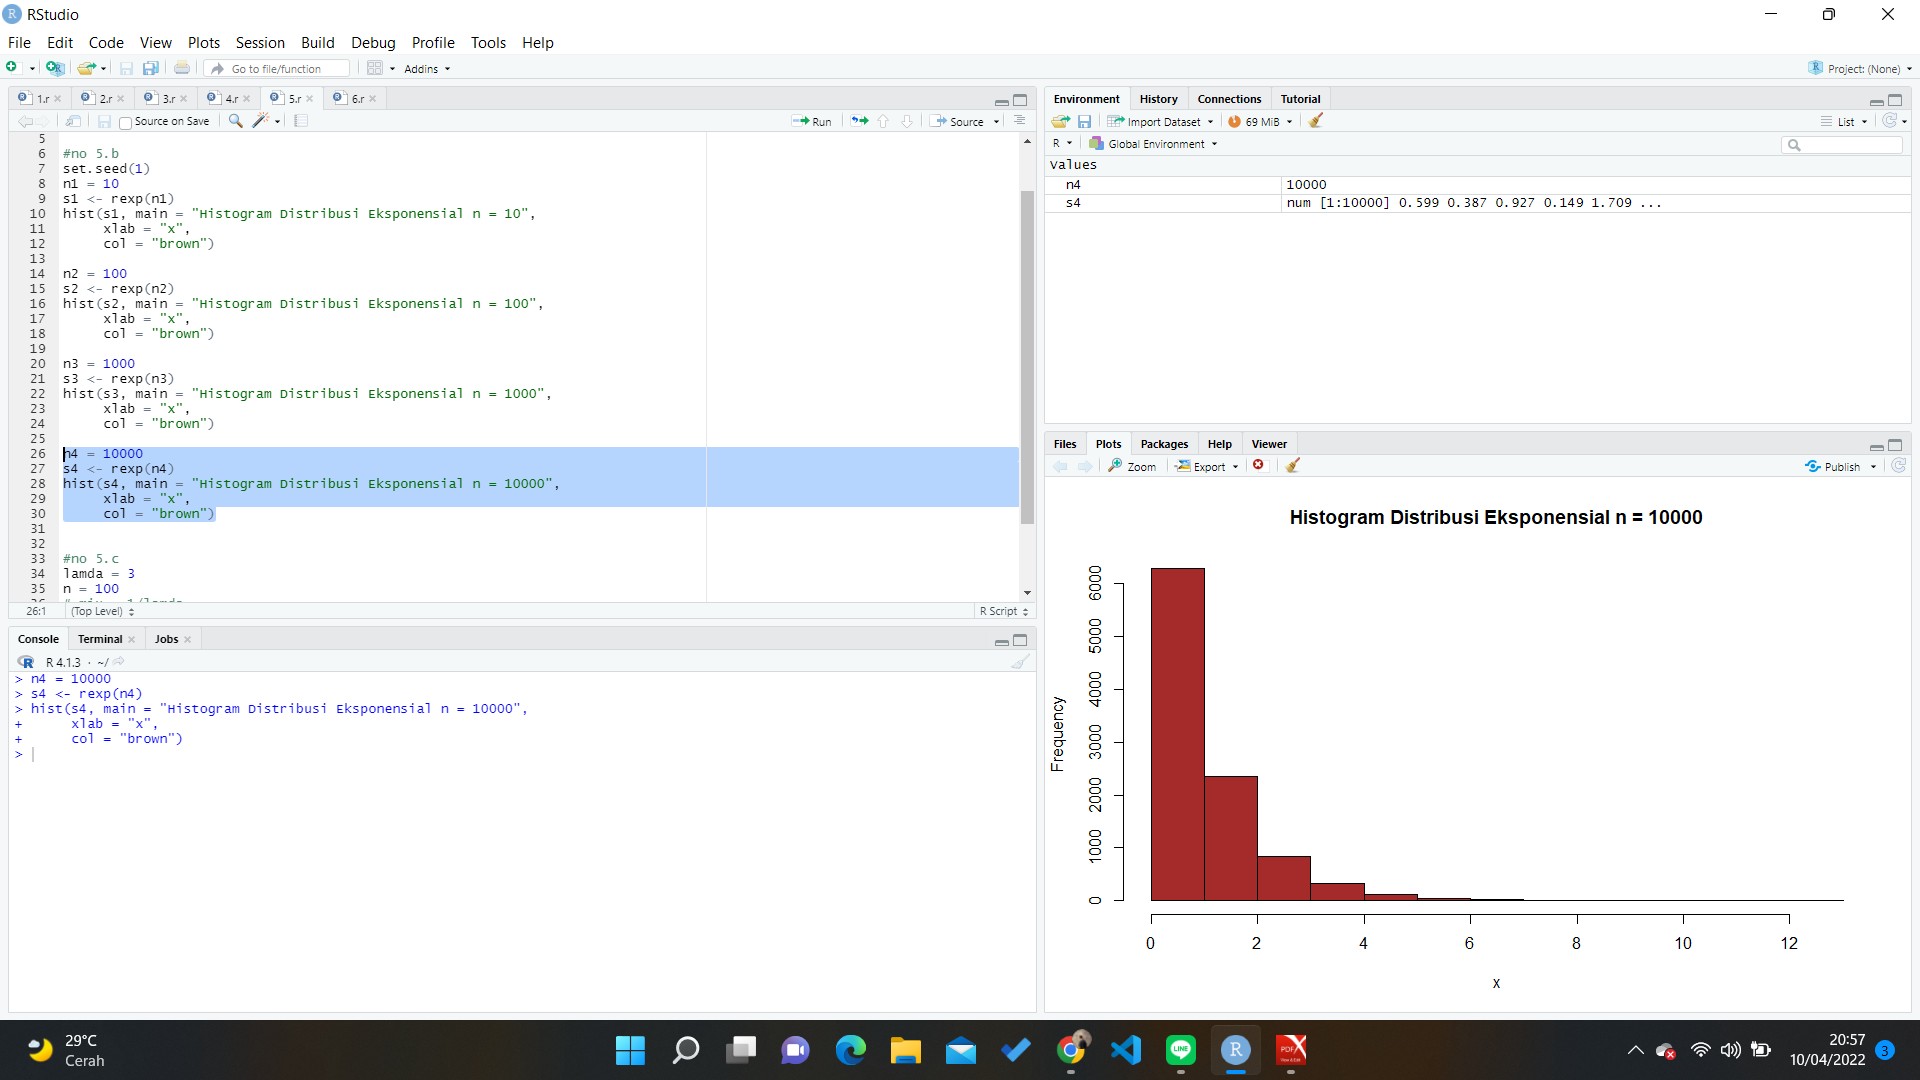 RStudio
File Edit Code View Plots Session Build Debug Profile Tools Help
Go to file/function Addins Project: (None)
1.r 2.r 3.r 4.r 5.r 6.r
Source on Save Run Source
5
6 #no 5.b
7 set.seed(1)
8 n1 = 10
9 s1 <- rexp(n1)
10 hist(s1, main = "Histogram Distribusi Eksponensial n = 10",
11 xlab = "x",
12 col = "brown")
13
14 n2 = 100
15 s2 <- rexp(n2)
16 hist(s2, main = "Histogram Distribusi Eksponensial n = 100",
17 xlab = "x",
18 col = "brown")
19
20 n3 = 1000
21 s3 <- rexp(n3)
22 hist(s3, main = "Histogram Distribusi Eksponensial n = 1000",
23 xlab = "x",
24 col = "brown")
25
26 n4 = 10000
27 s4 <- rexp(n4)
28 hist(s4, main = "Histogram Distribusi Eksponensial n = 10000",
29 xlab = "x",
30 col = "brown")
31
32
33 #no 5.c
34 lamda = 3
35 n = 100
26:1 (Top Level) R Script
Console Terminal Jobs
R 4.1.3 · ~/
> n4 = 10000
> s4 <- rexp(n4)
> hist(s4, main = "Histogram Distribusi Eksponensial n = 10000",
+ xlab = "x",
+ col = "brown")
>
Environment History Connections Tutorial
Import Dataset 69 MiB List
R Global Environment
Values
n4 10000
s4 num [1:10000] 0.599 0.387 0.927 0.149 1.709 ...
Files Plots Packages Help Viewer
Zoom Export Publish
Histogram Distribusi Eksponensial n = 10000
Frequency
6000
5000
4000
3000
2000
1000
0
0 2 4 6 8 10 12
x
29°C
Cerah
LINE
PDF
20:57
10/04/2022 3